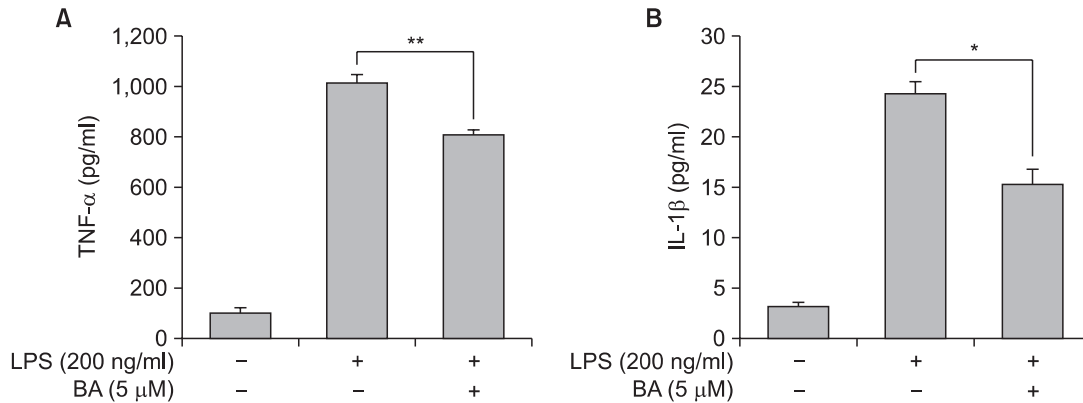 A
1,200
1,000
800
600
400
200
0
TNF-α (pg/ml)
**
LPS (200 ng/ml) – + +
BA (5 μM) – – +
B
30
25
20
15
10
5
0
IL-1β (pg/ml)
*
LPS (200 ng/ml) – + +
BA (5 μM) – – +